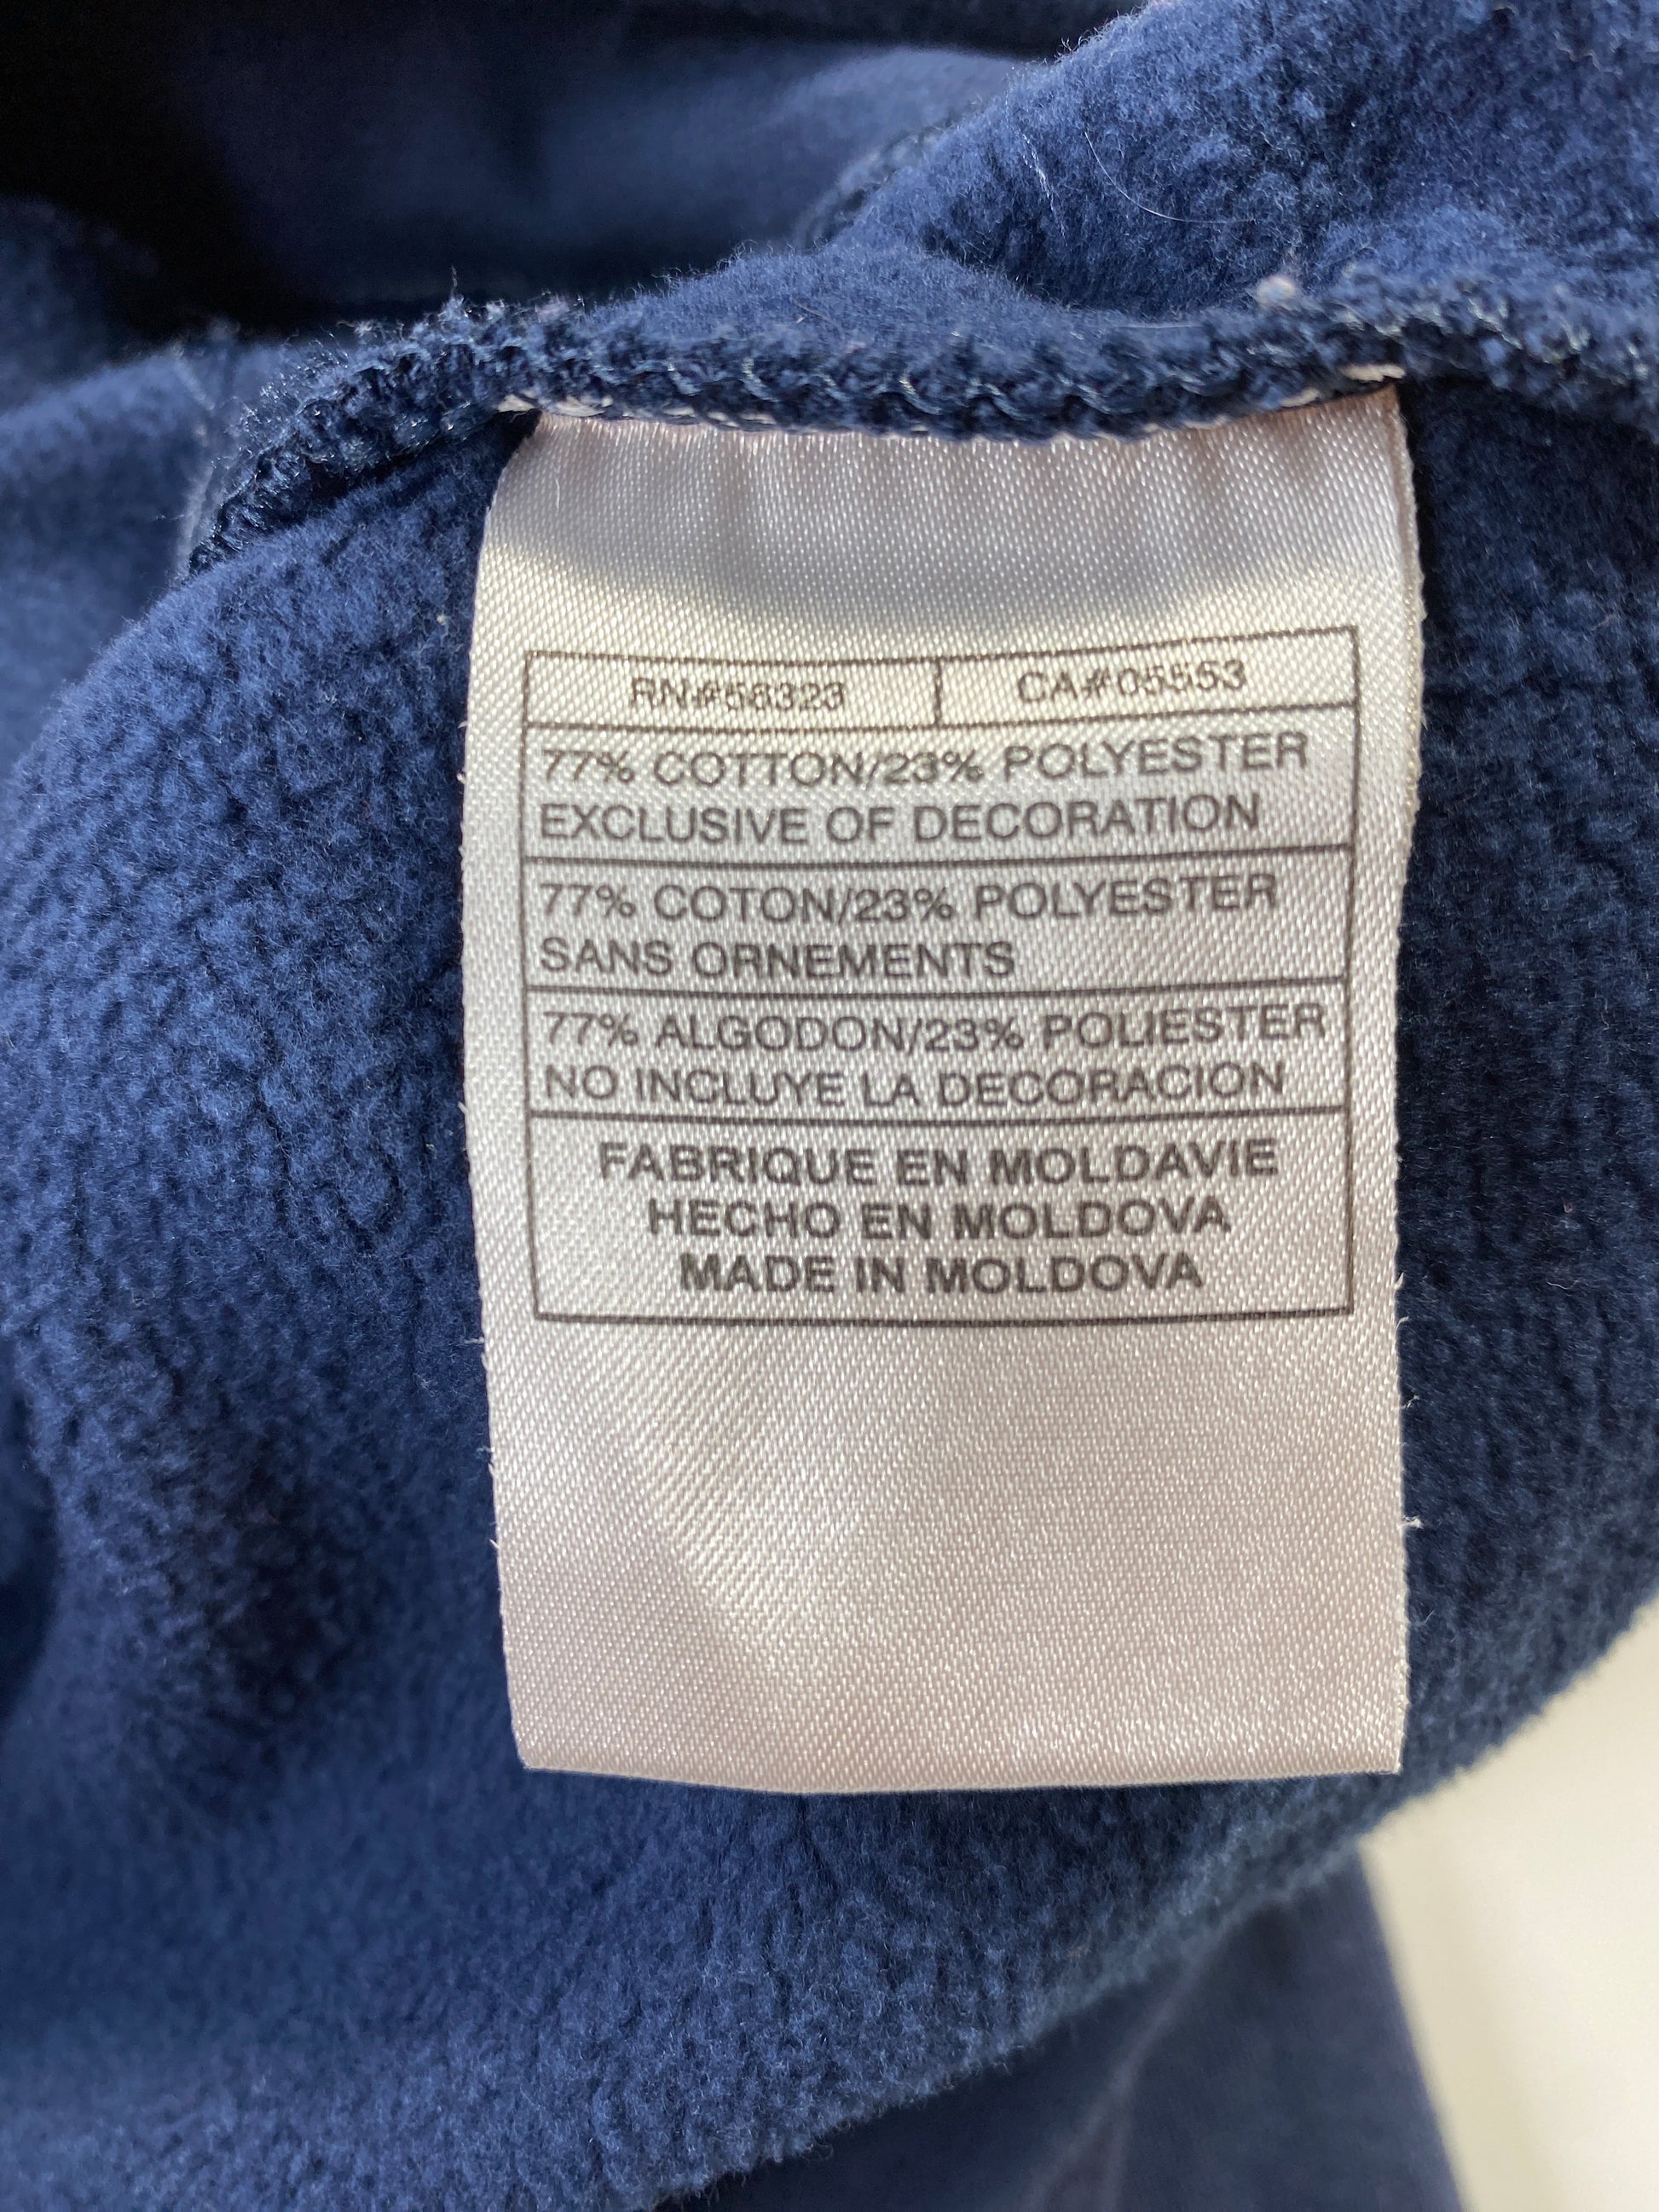 RN#58323 CA#05553
77% COTTON/23% POLYESTER
EXCLUSIVE OF DECORATION
77% COTON/23% POLYESTER
SANS ORNEMENTS
77% ALGODON/23% POLIESTER
NO INCLUYE LA DECORACION
FABRIQUE EN MOLDAVIE
HECHO EN MOLDOVA
MADE IN MOLDOVA